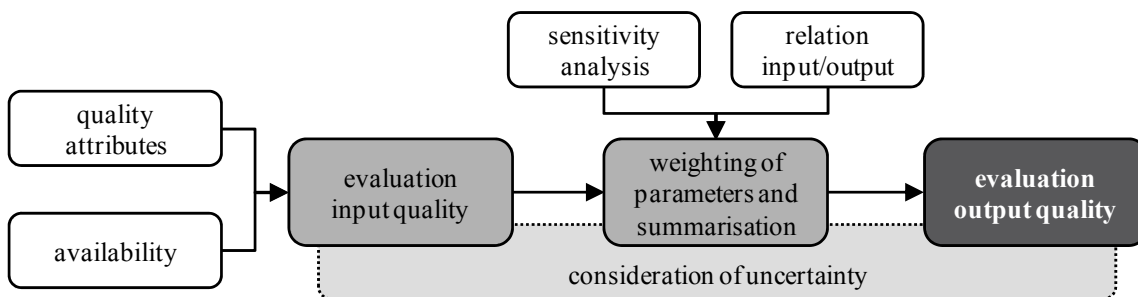 sensitivity
analysis
relation
input/output
quality
attributes
availability
evaluation
input quality
weighting of
parameters and
summarisation
evaluation
output quality
consideration of uncertainty